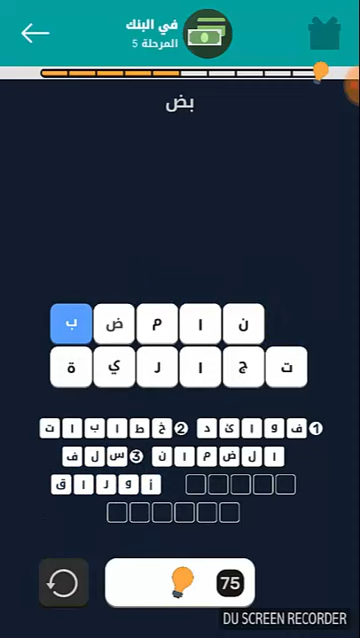 في البنك
المرحلة 5
بض
ن ا م ض ب
ت ج ا ر ي ة
1 ف و ا ئ د 2 خ ط ا ب ا ت
ا ل ض م ا ن 3 س ل ف
أ و ر ا ق
75
DU SCREEN RECORDER